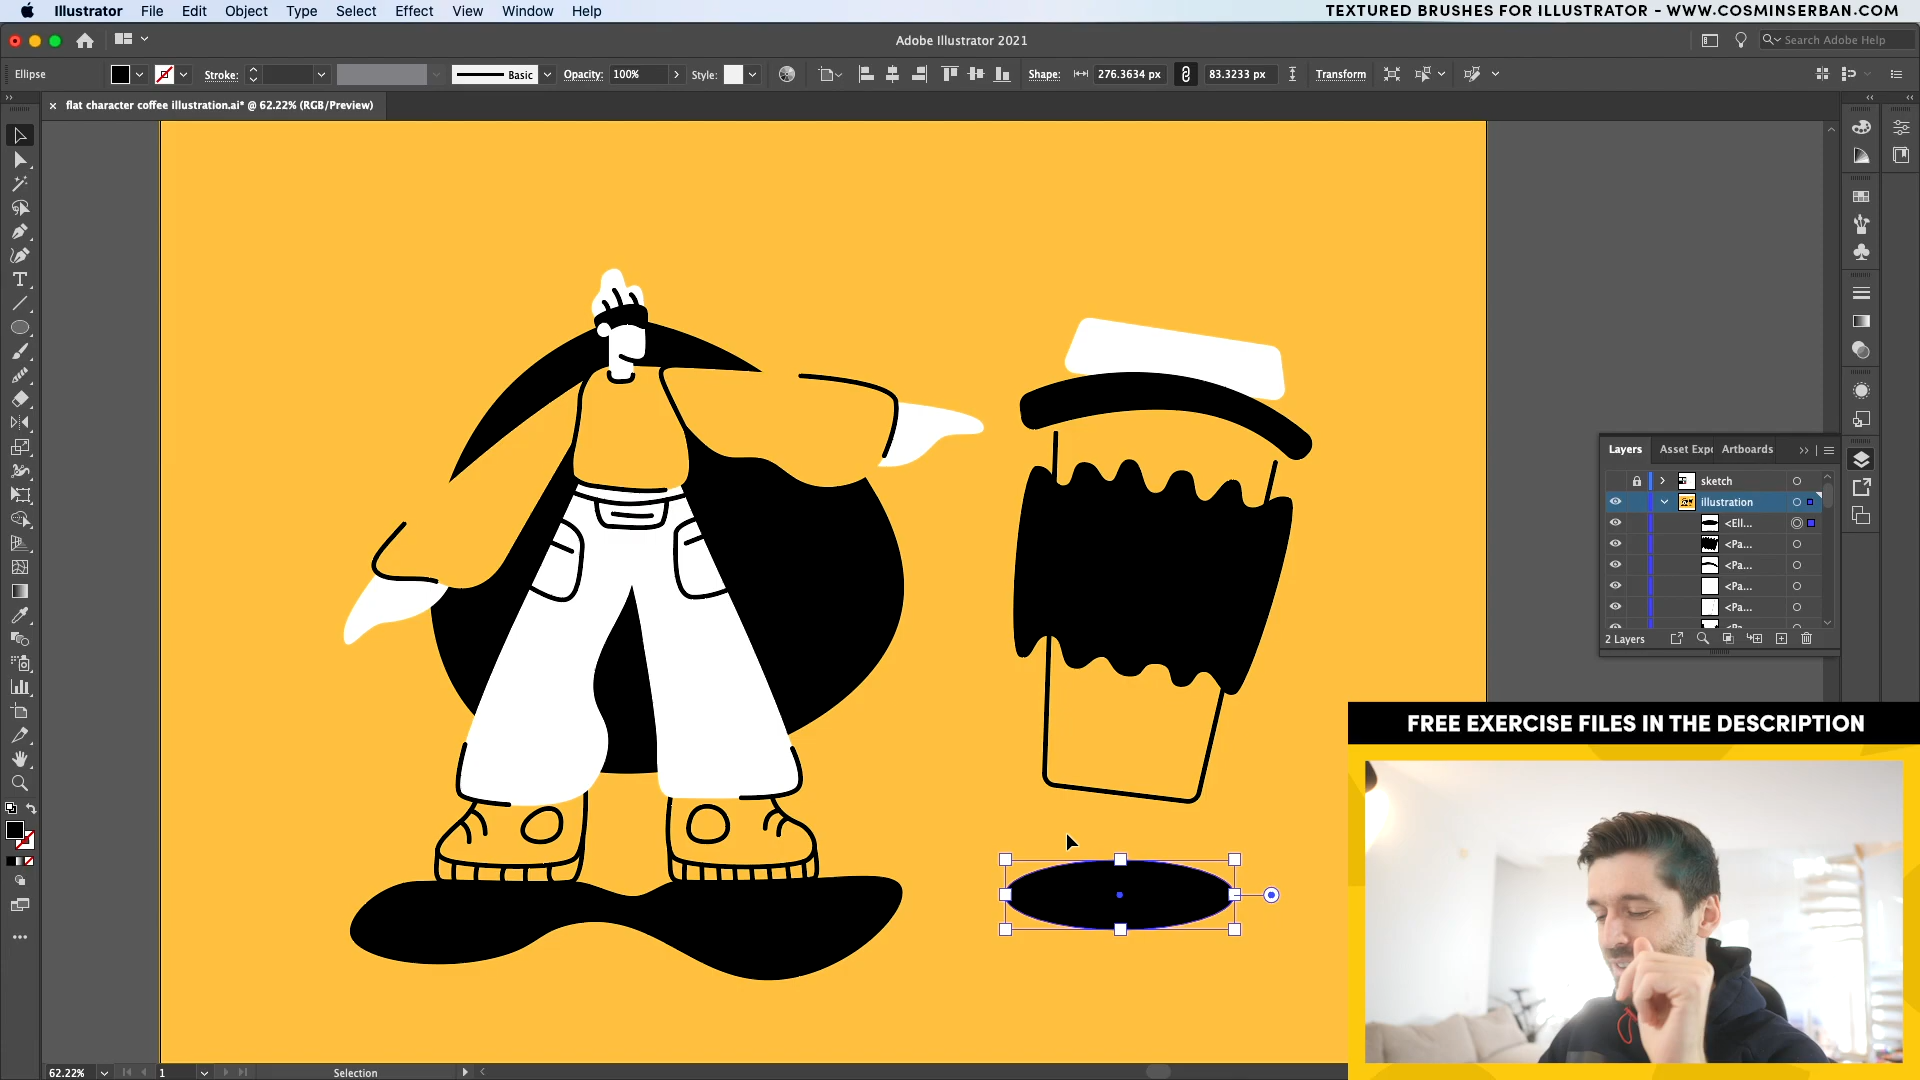 Illustrator File Edit Object Type Select Effect View Window Help
TEXTURED BRUSHES FOR ILLUSTRATOR - WWW.COSMINSERBAN.COM
Adobe Illustrator 2021
Search Adobe Help
Ellipse Stroke: Basic Opacity: 100% Style: Shape: 276.3634 px 83.3233 px Transform
× flat character coffee illustration.ai* @ 62.22% (RGB/Preview)
Layers Asset Expo Artboards
sketch
illustration
<Ell...
<Pa...
<Pa...
<Pa...
<Pa...
2 Layers
FREE EXERCISE FILES IN THE DESCRIPTION
62.22% 1 Selection